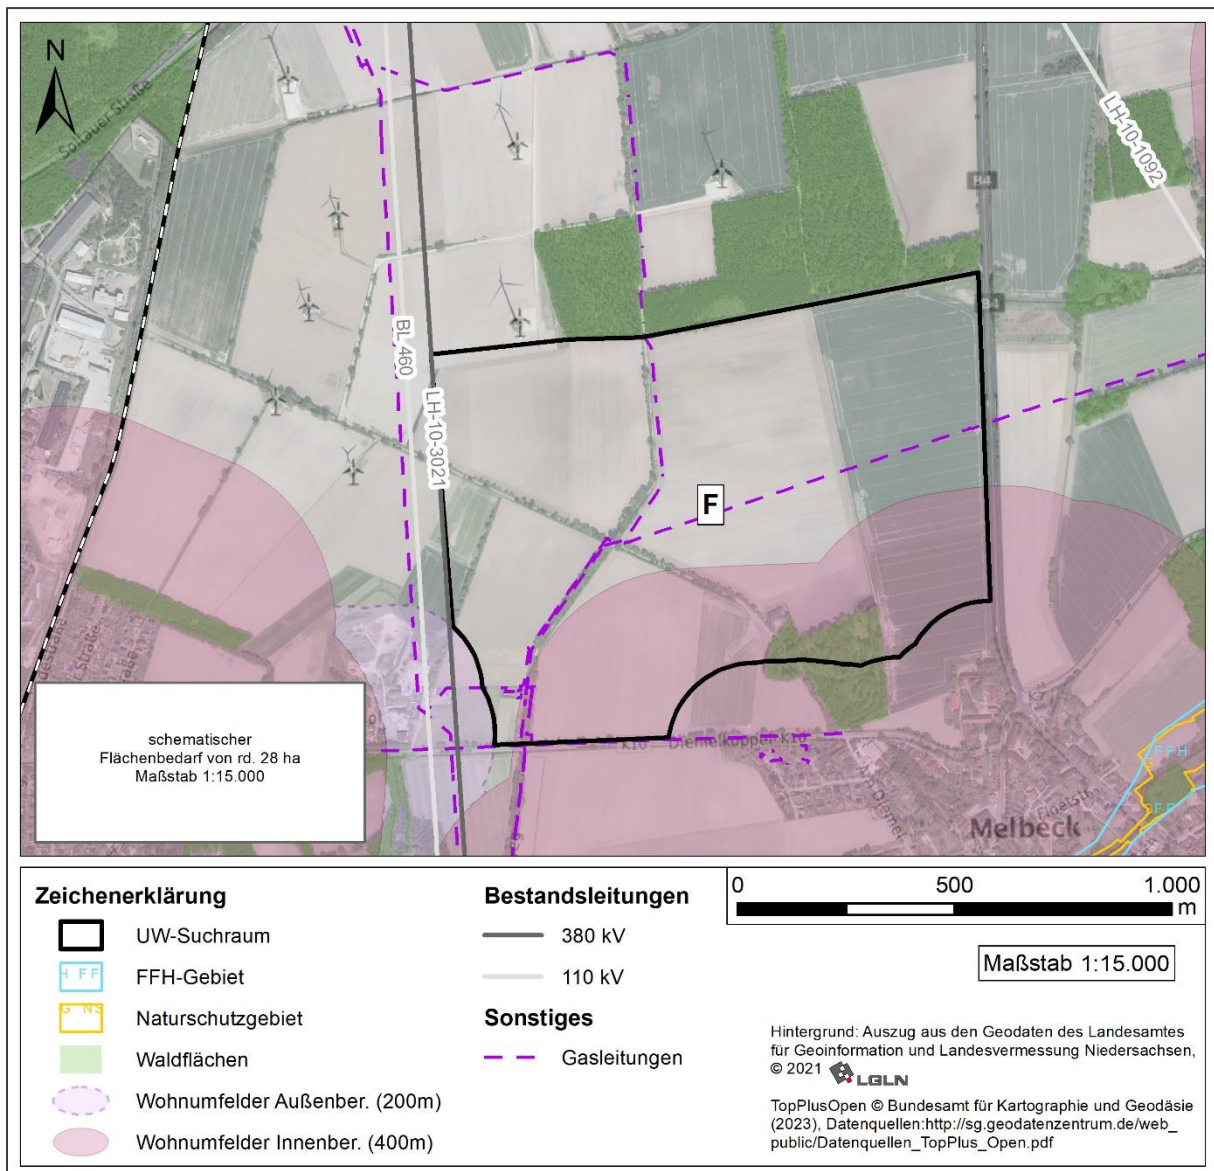 N
Soltauer Straße
LH-10-1092
B4
BL 460
LH-10-3021
F
schematischer
Flächenbedarf von rd. 28 ha
Maßstab 1:15.000
Diemelkoppel K10
Melbeck
FFH
Zeichenerklärung
UW-Suchraum
H FF
FFH-Gebiet
G NS
Naturschutzgebiet
Waldflächen
Wohnumfelder Außenber. (200m)
Wohnumfelder Innenber. (400m)
Bestandsleitungen
380 kV
110 kV
Sonstiges
Gasleitungen
0 500 1.000
m
Maßstab 1:15.000
Hintergrund: Auszug aus den Geodaten des Landesamtes
für Geoinformation und Landesvermessung Niedersachsen,
© 2021 LGLN
TopPlusOpen © Bundesamt für Kartographie und Geodäsie
(2023), Datenquellen:http://sg.geodatenzentrum.de/web_
public/Datenquellen_TopPlus_Open.pdf